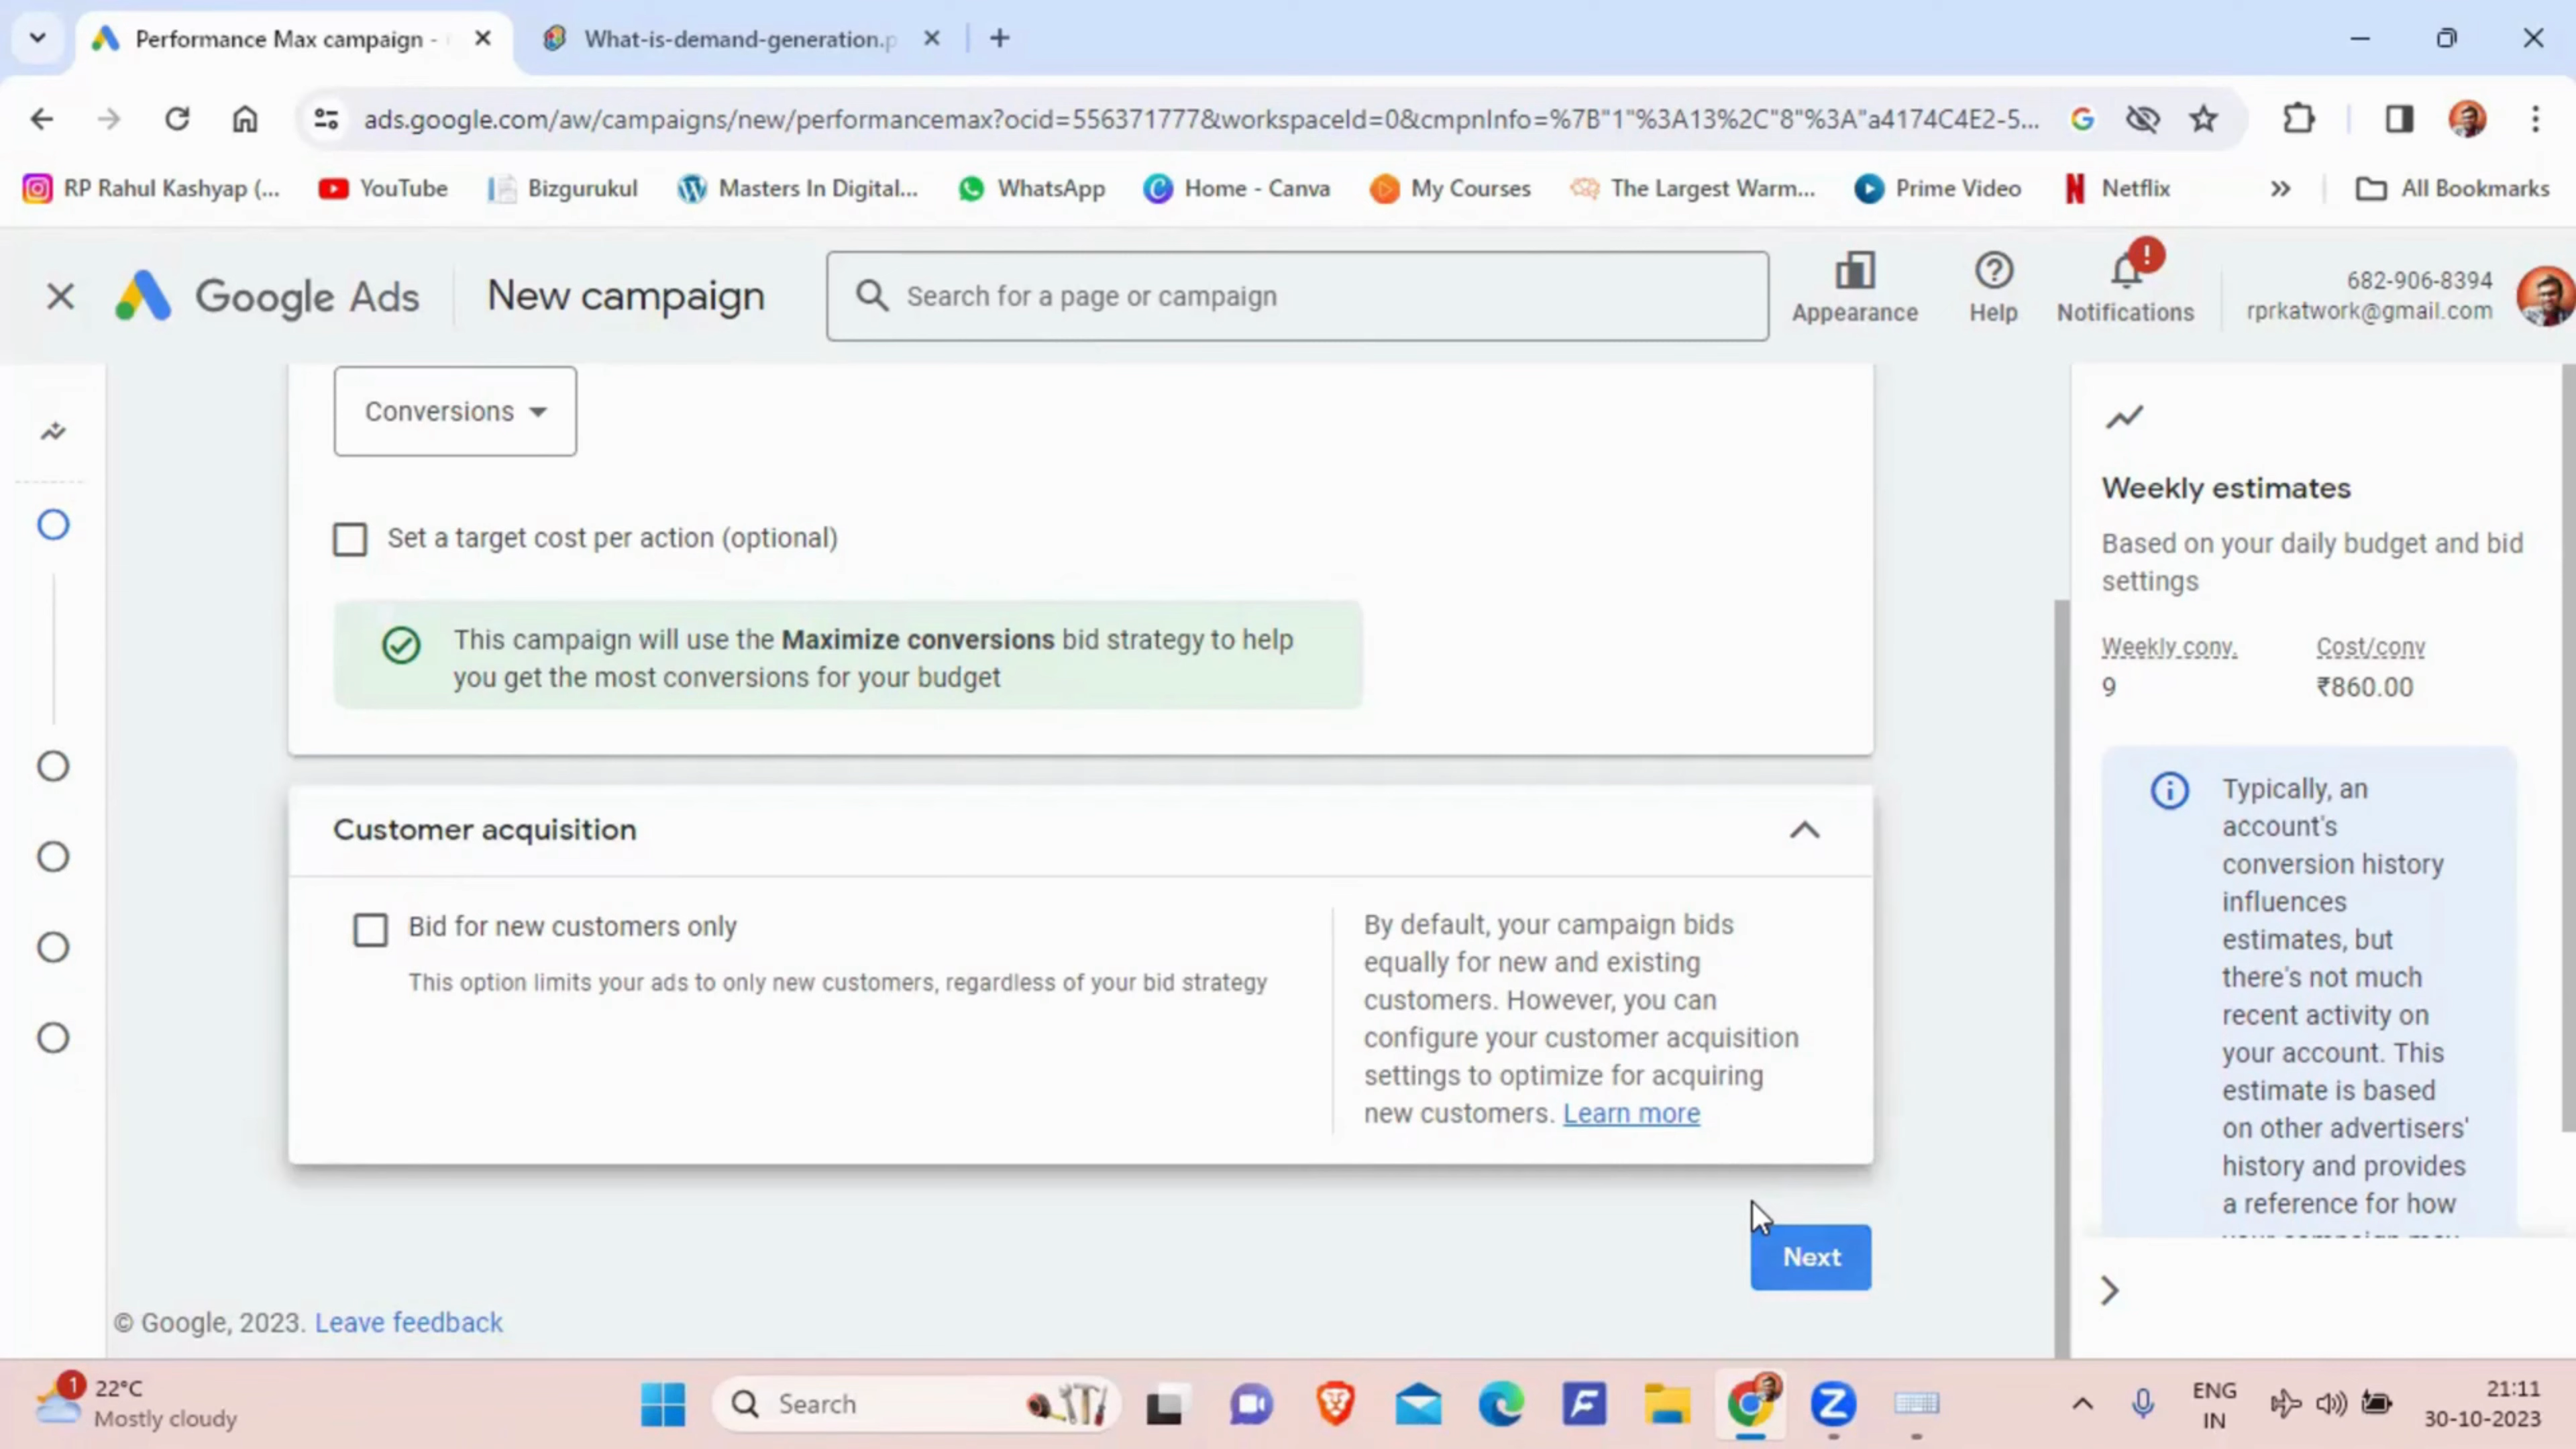 Performance Max campaign -
What-is-demand-generation.p
ads.google.com/aw/campaigns/new/performancemax?ocid=556371777&workspaceId=0&cmpnInfo=%7B"1"%3A13%2C"8"%3A"a4174C4E2-5...
RP Rahul Kashyap (...
YouTube
Bizgurukul
Masters In Digital...
WhatsApp
Home - Canva
My Courses
The Largest Warm...
Prime Video
Netflix
All Bookmarks
Google Ads
New campaign
Search for a page or campaign
Appearance
Help
Notifications
682-906-8394
rprkatwork@gmail.com
Conversions
Set a target cost per action (optional)
This campaign will use the Maximize conversions bid strategy to help
you get the most conversions for your budget
Customer acquisition
Bid for new customers only
This option limits your ads to only new customers, regardless of your bid strategy
By default, your campaign bids
equally for new and existing
customers. However, you can
configure your customer acquisition
settings to optimize for acquiring
new customers. Learn more
Next
Weekly estimates
Based on your daily budget and bid
settings
Weekly conv.
Cost/conv
9
₹860.00
Typically, an
account's
conversion history
influences
estimates, but
there's not much
recent activity on
your account. This
estimate is based
on other advertisers'
history and provides
a reference for how
© Google, 2023. Leave feedback
1
22°C
Mostly cloudy
Search
ENG
IN
21:11
30-10-2023